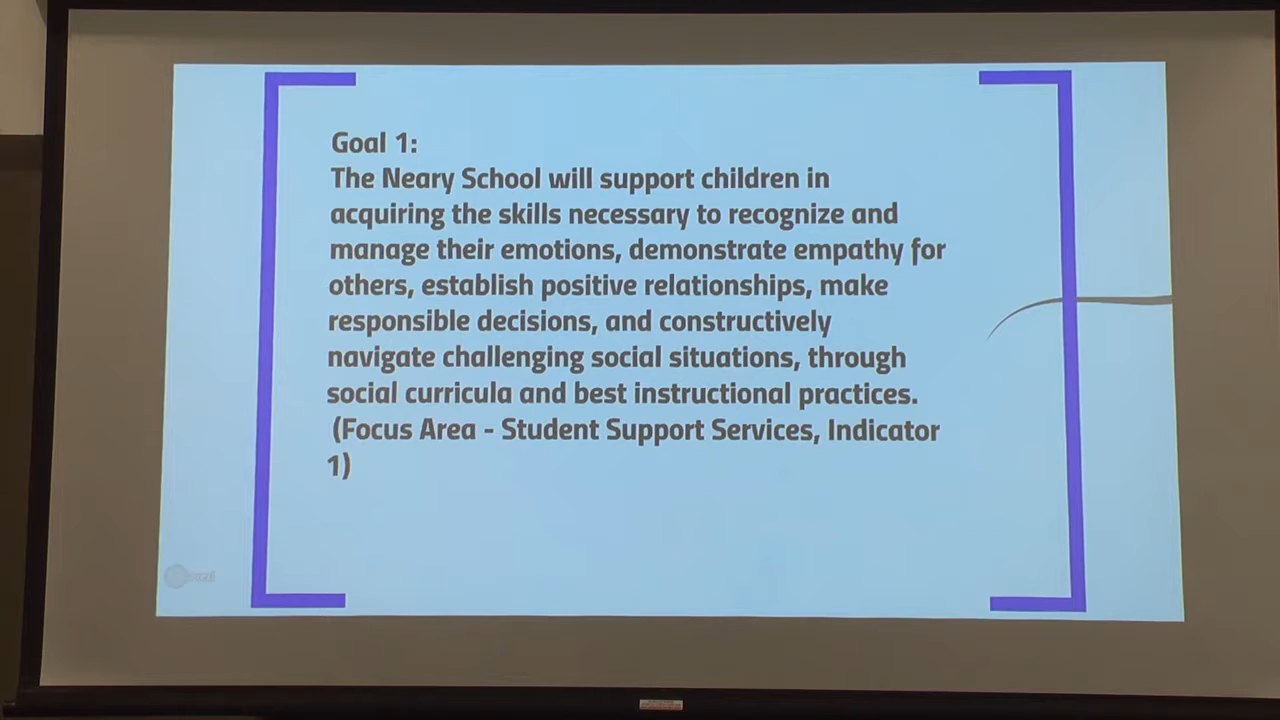 Goal 1:
The Neary School will support children in
acquiring the skills necessary to recognize and
manage their emotions, demonstrate empathy for
others, establish positive relationships, make
responsible decisions, and constructively
navigate challenging social situations, through
social curricula and best instructional practices.
(Focus Area - Student Support Services, Indicator
1)